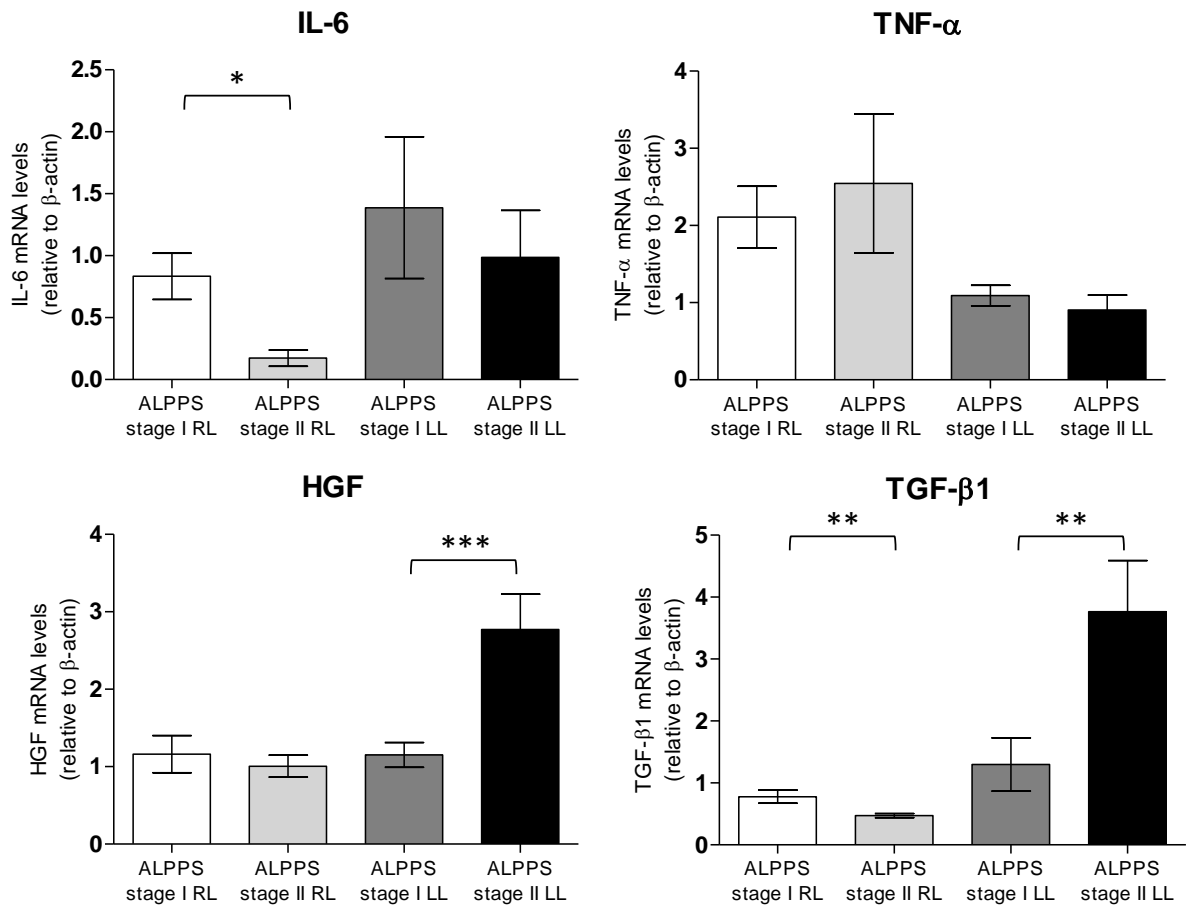 IL-6
IL-6 mRNA levels
(relative to β-actin)
2.5
2.0
1.5
1.0
0.5
0.0
*
ALPPS
stage I RL
ALPPS
stage II RL
ALPPS
stage I LL
ALPPS
stage II LL
TNF-α
TNF-α mRNA levels
(relative to β-actin)
4
3
2
1
0
ALPPS
stage I RL
ALPPS
stage II RL
ALPPS
stage I LL
ALPPS
stage II LL
HGF
HGF mRNA levels
(relative to β-actin)
4
3
2
1
0
***
ALPPS
stage I RL
ALPPS
stage II RL
ALPPS
stage I LL
ALPPS
stage II LL
TGF-β1
TGF-β1 mRNA levels
(relative to β-actin)
5
4
3
2
1
0
**
**
ALPPS
stage I RL
ALPPS
stage II RL
ALPPS
stage I LL
ALPPS
stage II LL